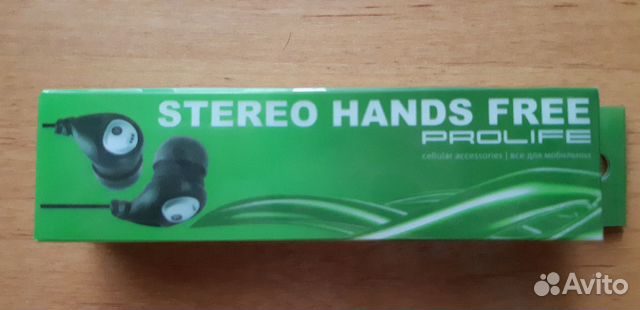 STEREO HANDS FREE
PROLIFE
cellular accessories | все для мобильных
Avito